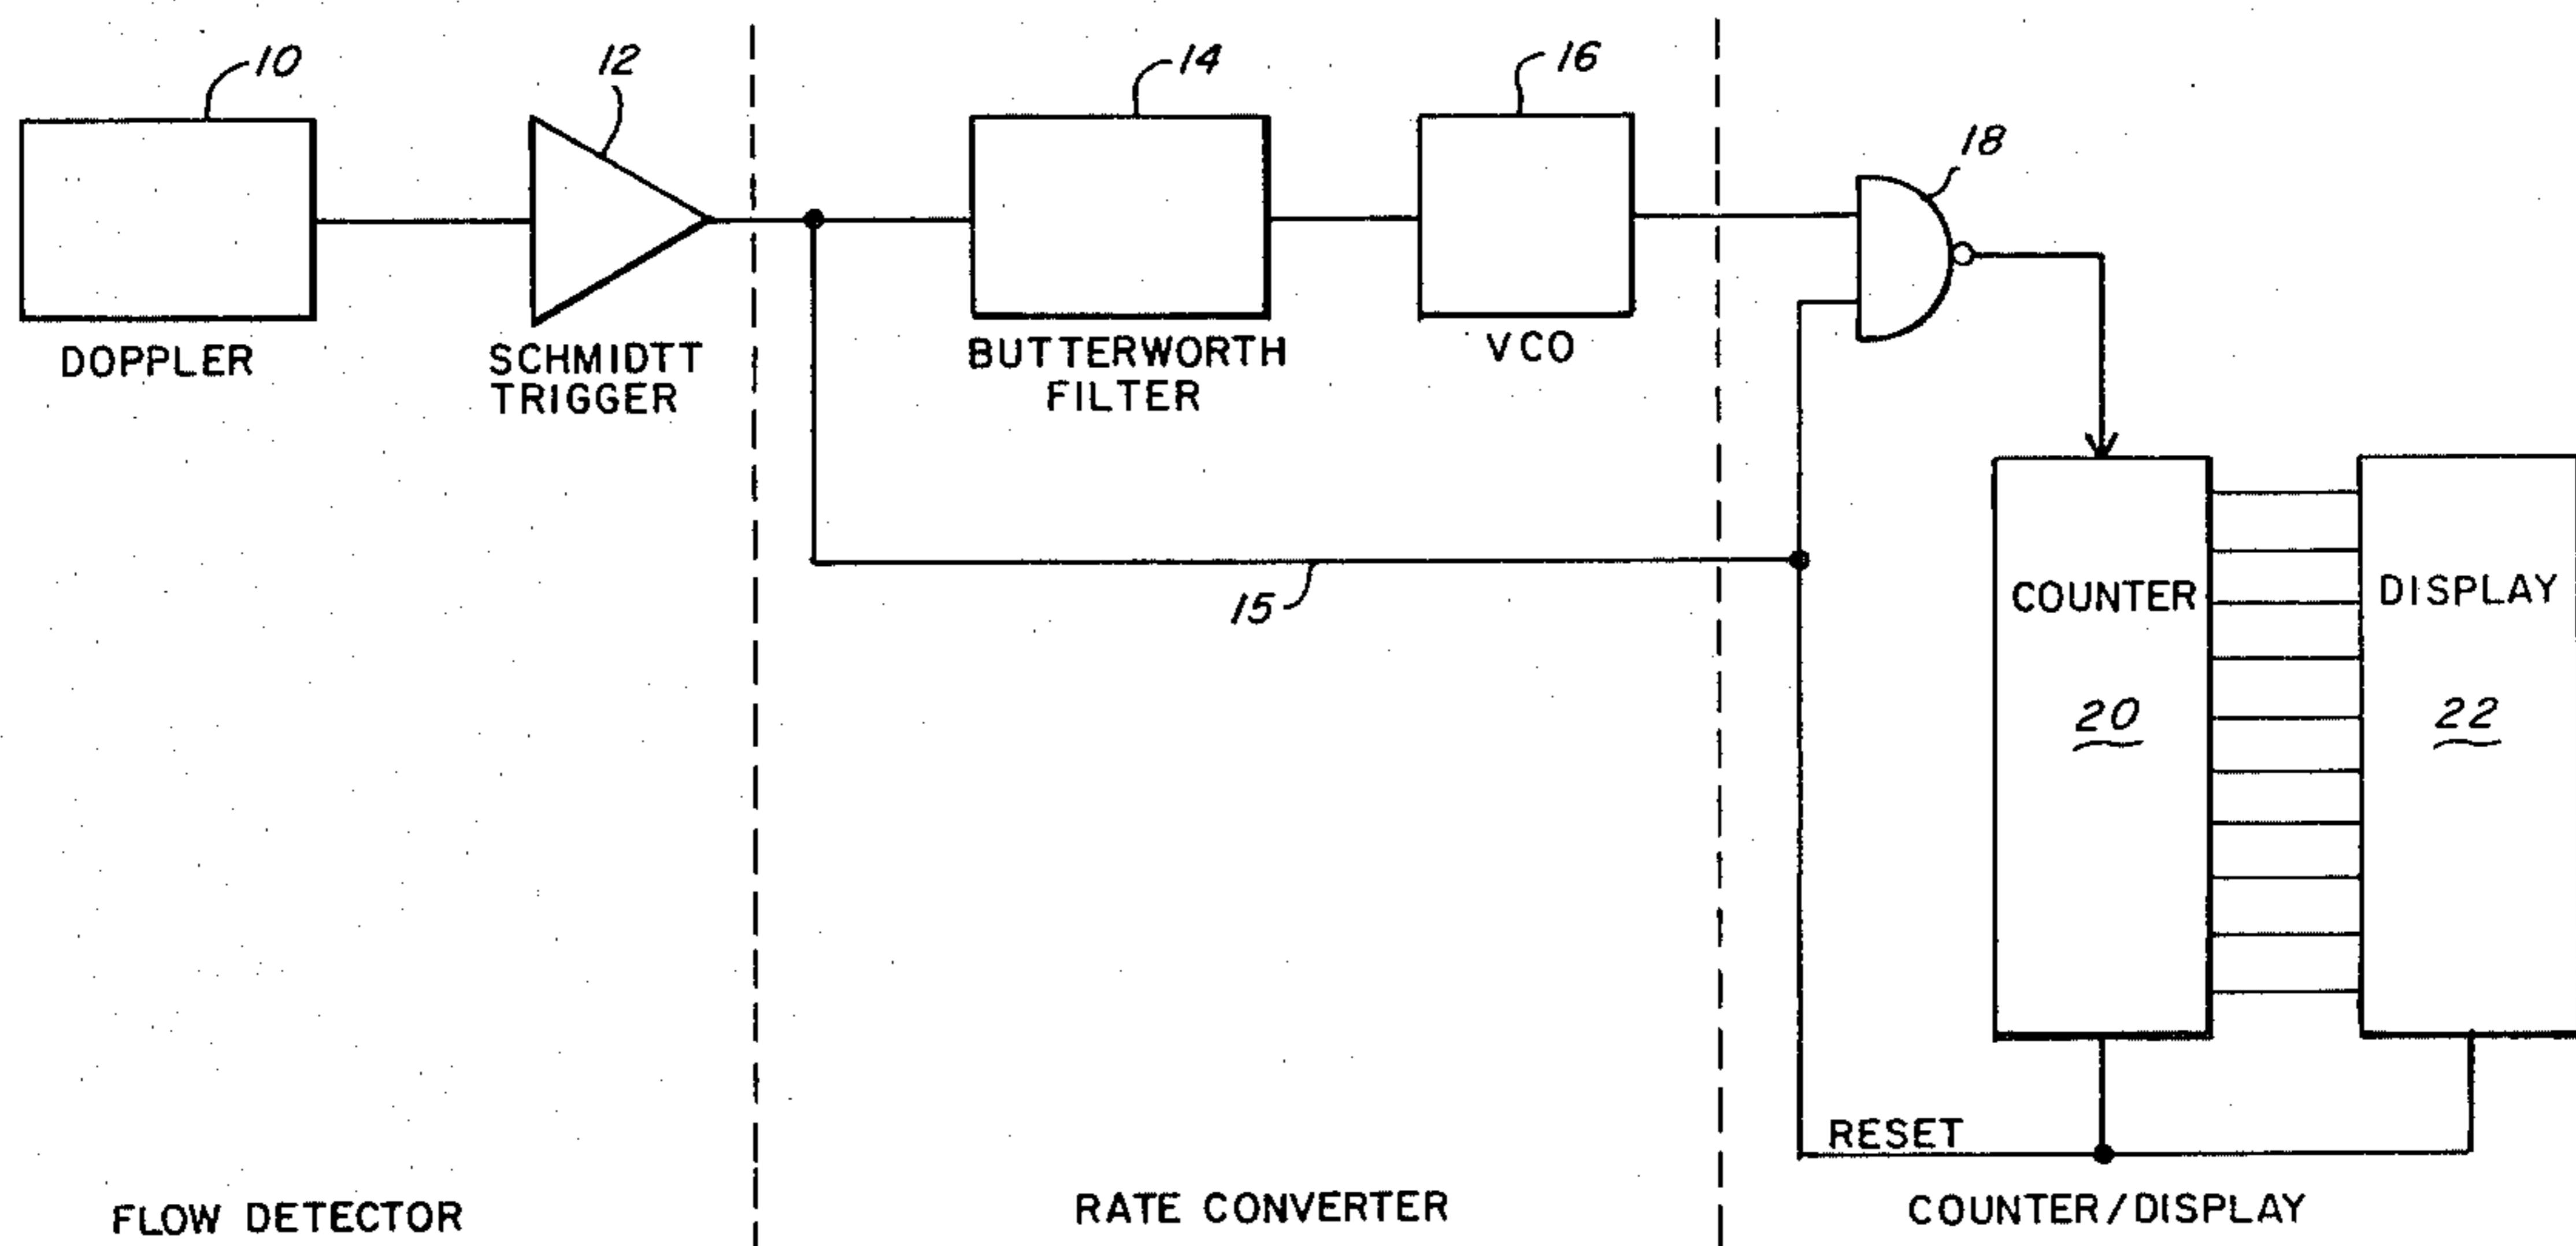 10
12
14
16
18
DOPPLER
SCHMIDTT
TRIGGER
BUTTERWORTH
FILTER
VCO
15
COUNTER
20
DISPLAY
22
RESET
FLOW DETECTOR
RATE CONVERTER
COUNTER/DISPLAY